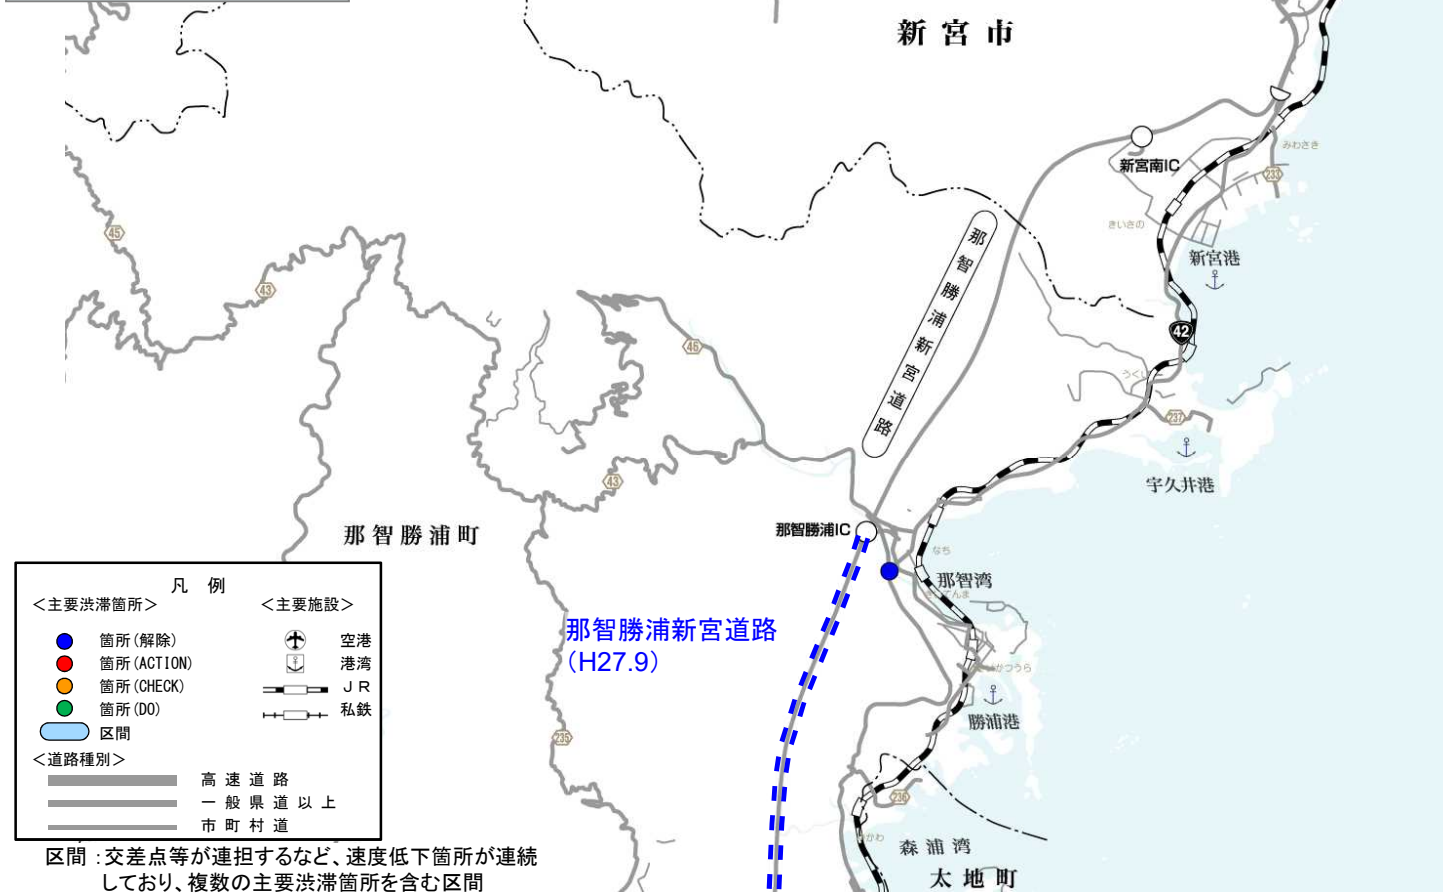 新宮市
新宮南IC
みわさき
233
きいさの
新宮港
45
43
那智勝浦新宮道路
42
46
うくい
237
宇久井港
43
那智勝浦町
那智勝浦IC
なち
那智湾
那智勝浦新宮道路
(H27.9)
かつうら
勝浦港
235
236
森浦湾
太地町
凡 例
<主要渋滞箇所>
箇所(解除)
箇所(ACTION)
箇所(CHECK)
箇所(DO)
区間
<主要施設>
空港
港湾
JR
私鉄
<道路種別>
高速道路
一般県道以上
市町村道
区間:交差点等が連担するなど、速度低下箇所が連続
しており、複数の主要渋滞箇所を含む区間